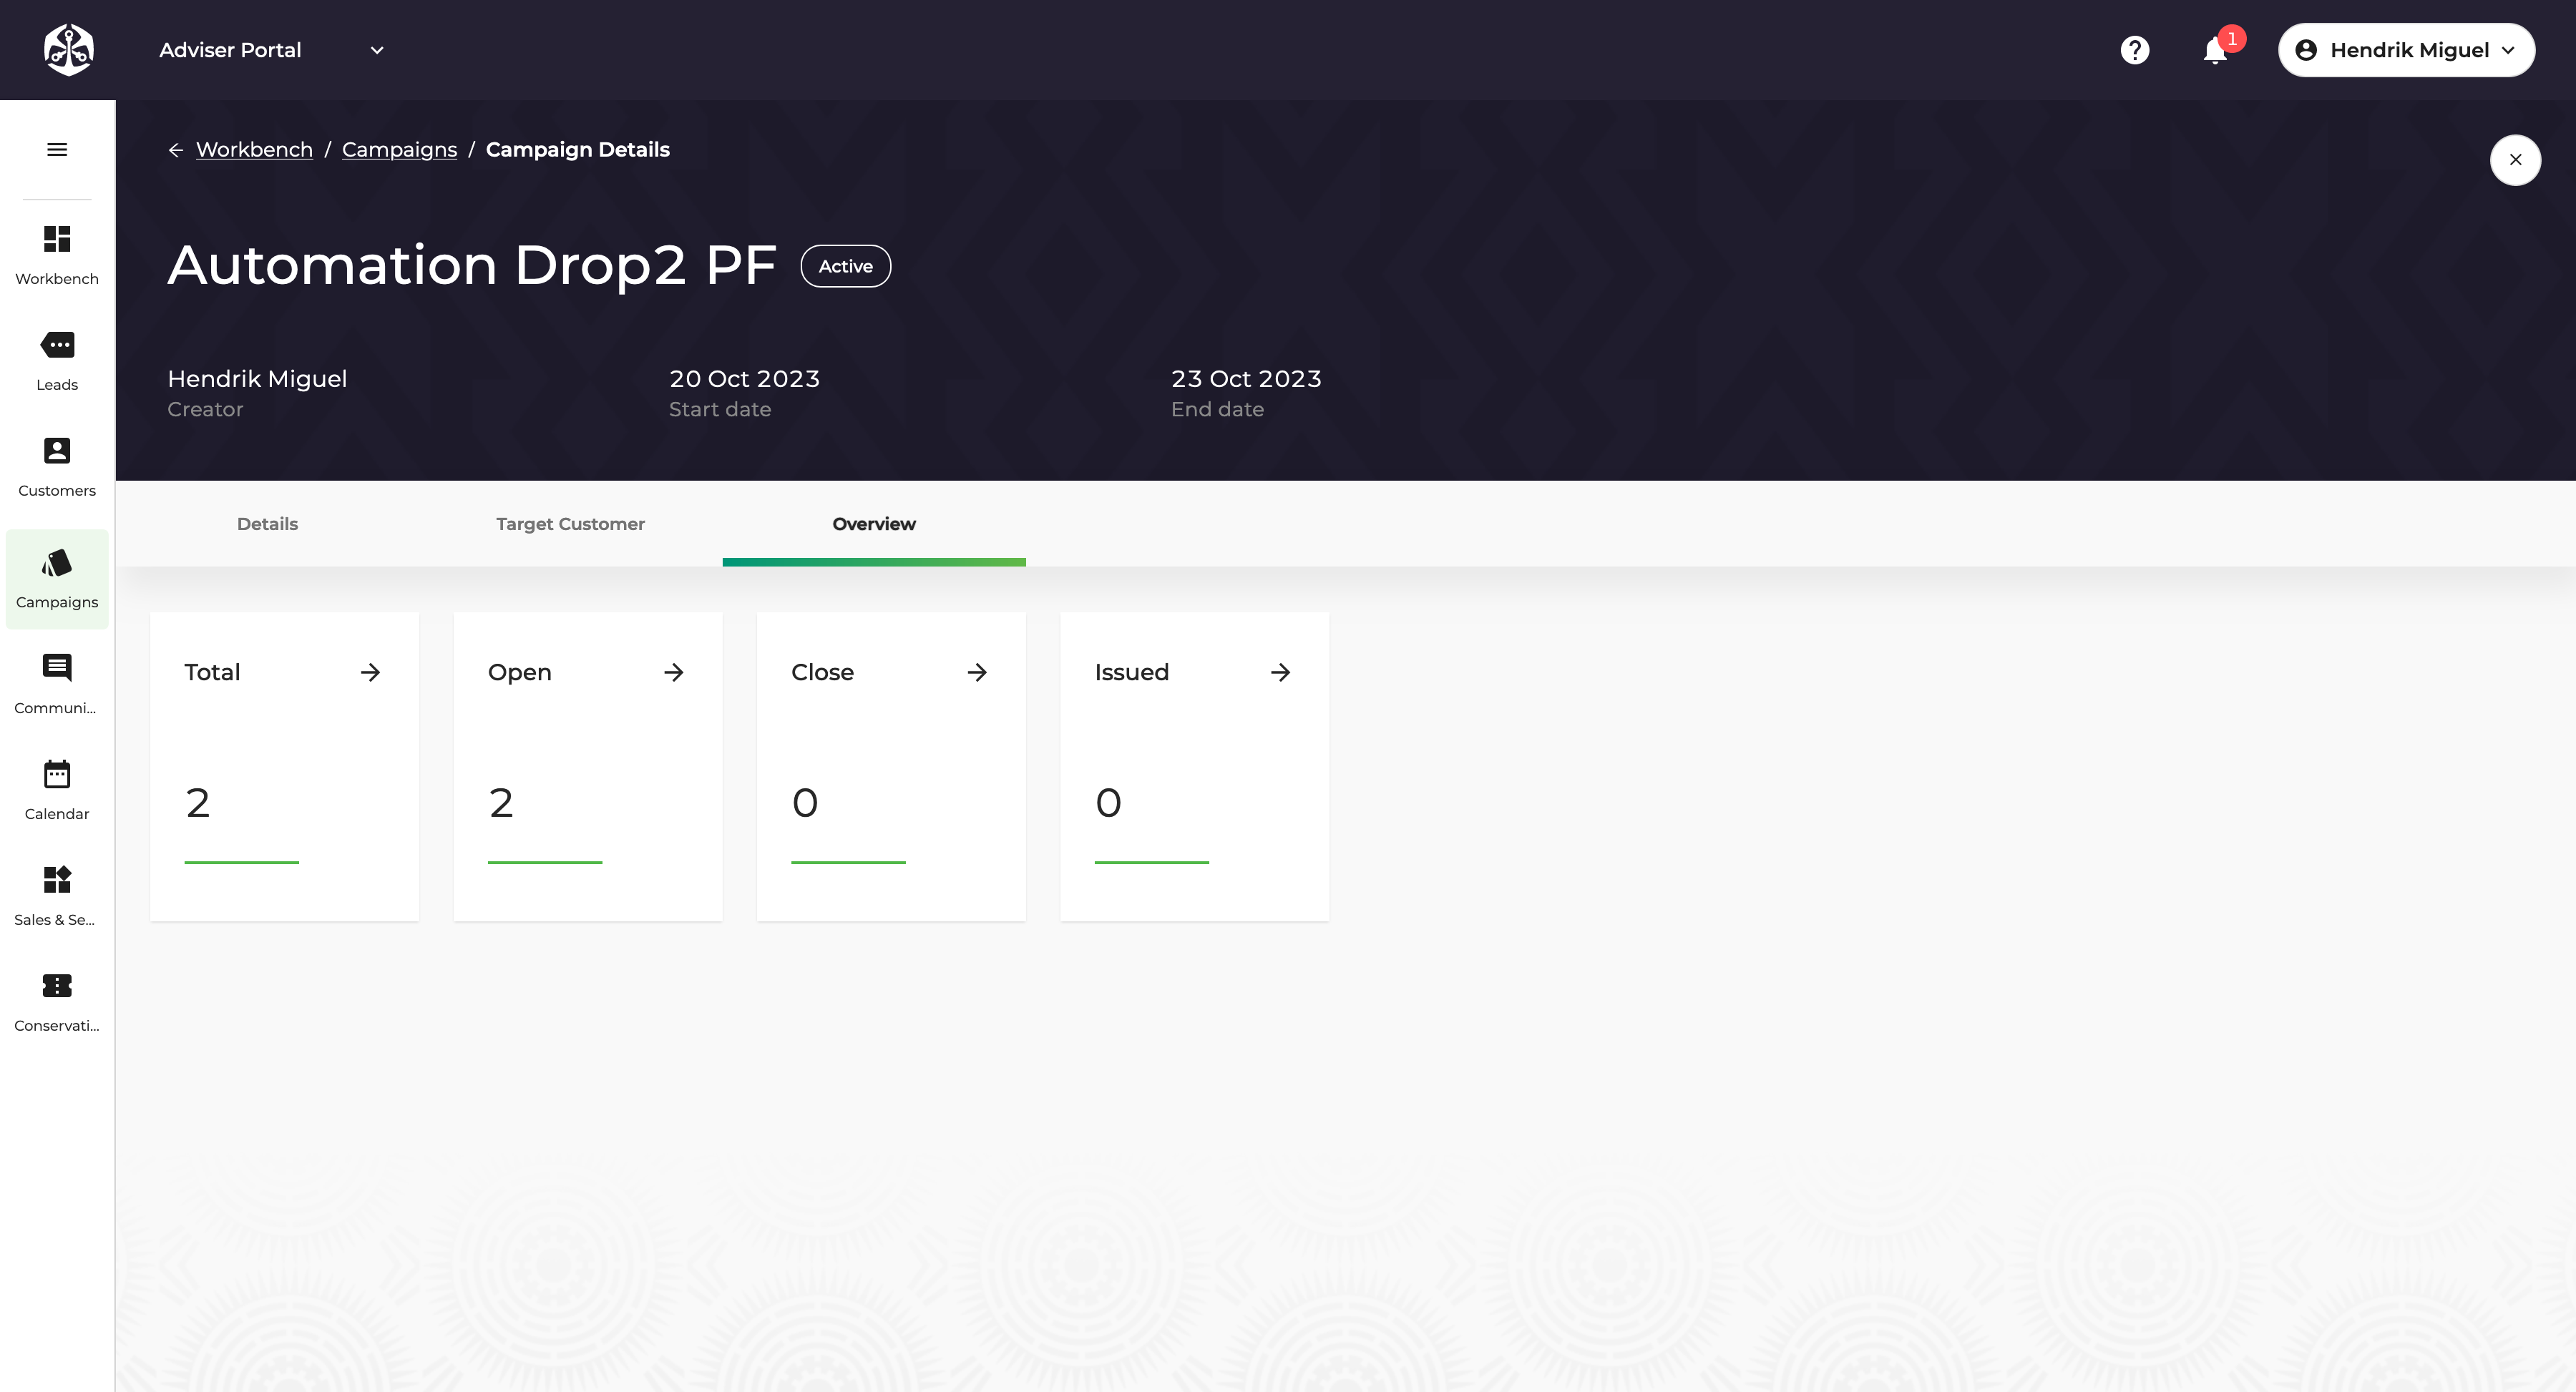 Adviser Portal
1
Hendrik Miguel
Workbench / Campaigns / Campaign Details
Automation Drop2 PF
Active
Hendrik Miguel
Creator
20 Oct 2023
Start date
23 Oct 2023
End date
Workbench
Leads
Customers
Campaigns
Communi...
Calendar
Sales & Se...
Conservati...
Details
Target Customer
Overview
Total
2
Open
2
Close
0
Issued
0